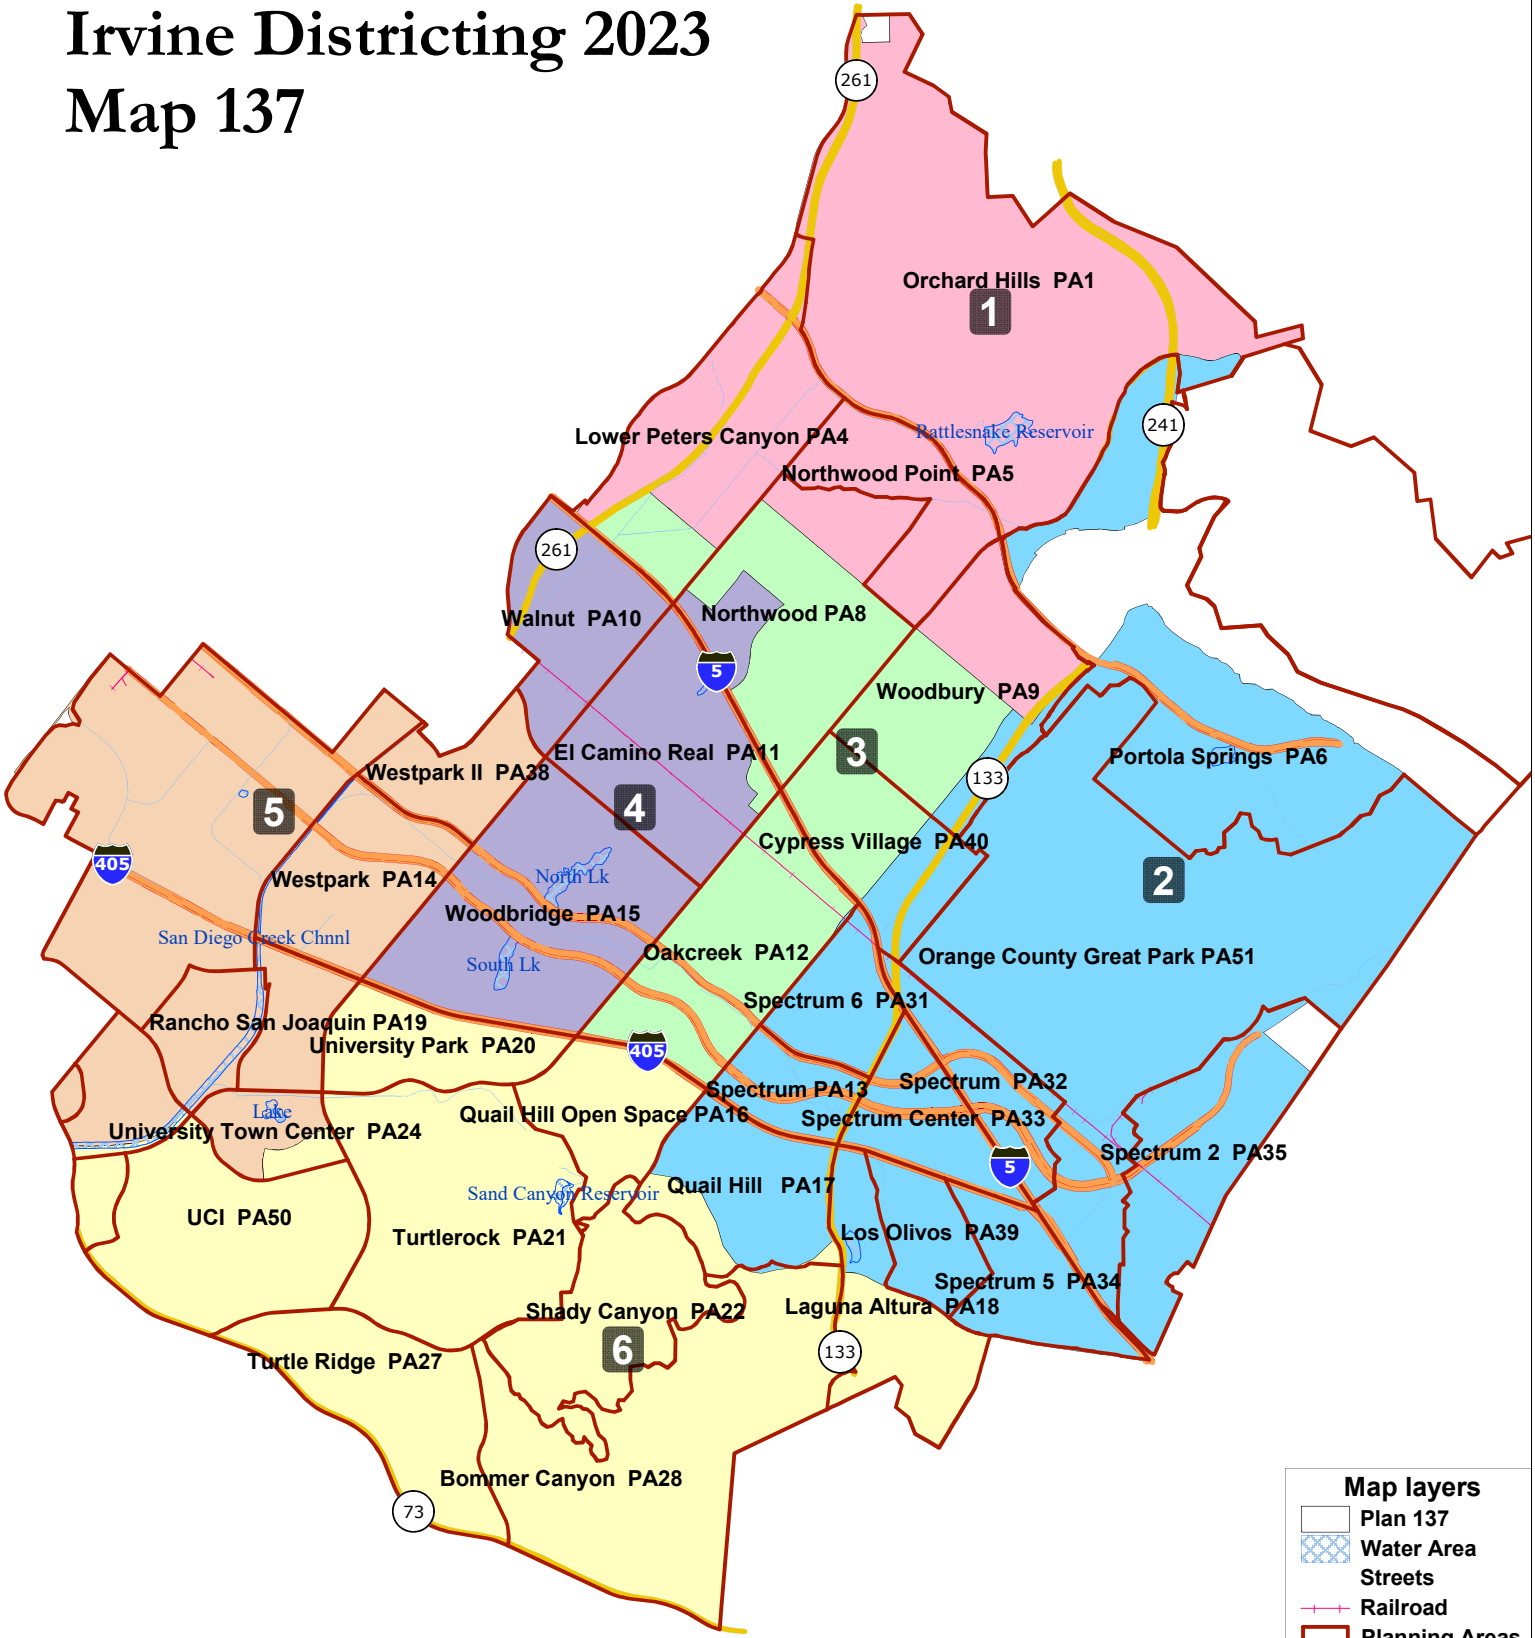 Irvine Districting 2023
Map 137
261
Orchard Hills PA1
1
241
Rattlesnake Reservoir
Lower Peters Canyon PA4
Northwood Point PA5
261
Walnut PA10
Northwood PA8
5
Woodbury PA9
El Camino Real PA11
3
Westpark II PA38
133
Portola Springs PA6
5
4
405
Cypress Village PA40
2
Westpark PA14
North Lk
Woodbridge PA15
San Diego Creek Chnnl
South Lk
Oakcreek PA12
Orange County Great Park PA51
Spectrum 6 PA31
Rancho San Joaquin PA19
University Park PA20
405
Spectrum PA13
Spectrum PA32
Quail Hill Open Space PA16
Spectrum Center PA33
Lake
University Town Center PA24
Spectrum 2 PA35
5
Sand Canyon Reservoir
Quail Hill PA17
UCI PA50
Turtlerock PA21
Los Olivos PA39
Spectrum 5 PA34
Shady Canyon PA22
Laguna Altura PA18
6
133
Turtle Ridge PA27
Bommer Canyon PA28
73
Map layers
Plan 137
Water Area
Streets
Railroad
Planning Areas